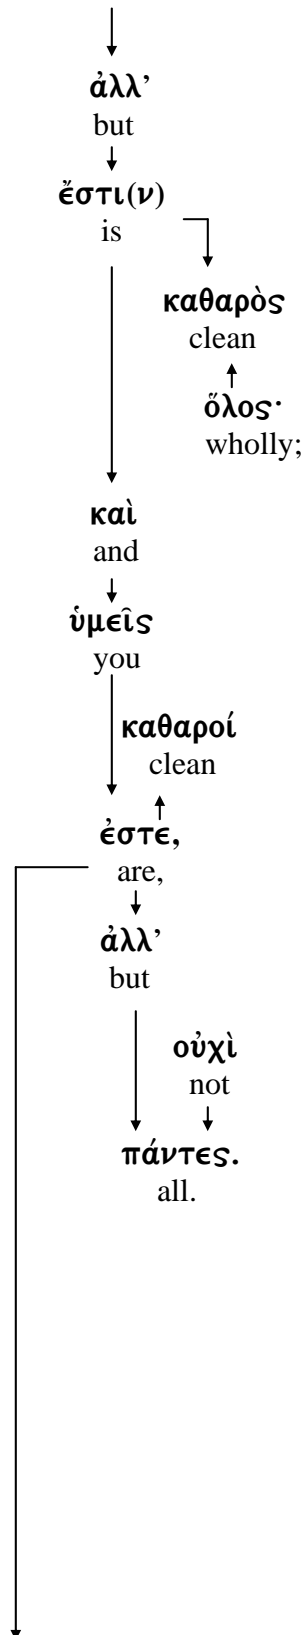 ἀλλ’
but
ἔστι(ν)
is
καθαρὸς
clean
ὅλος·
wholly;
καὶ
and
ὑμεῖς
you
καθαροί
clean
ἐστέ,
are,
ἀλλ’
but
οὐχὶ
not
πάντες.
all.